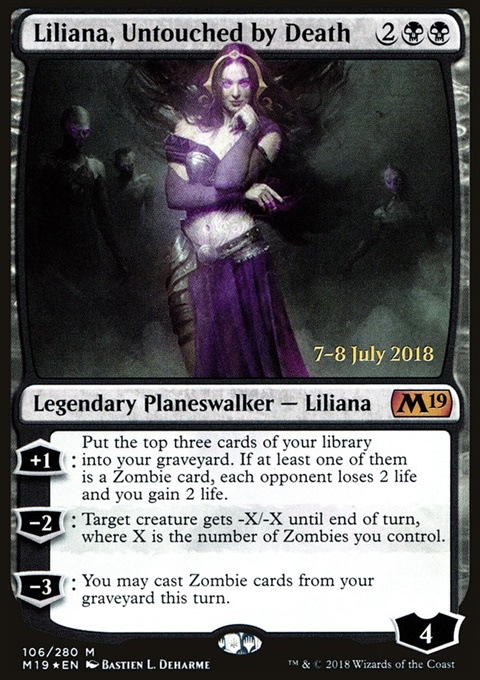 Liliana, Untouched by Death 2
7–8 July 2018
Legendary Planeswalker — Liliana M19
Put the top three cards of your library
+1 : into your graveyard. If at least one of them
is a Zombie card, each opponent loses 2 life
and you gain 2 life.
−2 : Target creature gets -X/-X until end of turn,
where X is the number of Zombies you control.
−3 : You may cast Zombie cards from your
graveyard this turn.
4
106/280 M
M19★EN Bastien L. Deharme ™ & © 2018 Wizards of the Coast